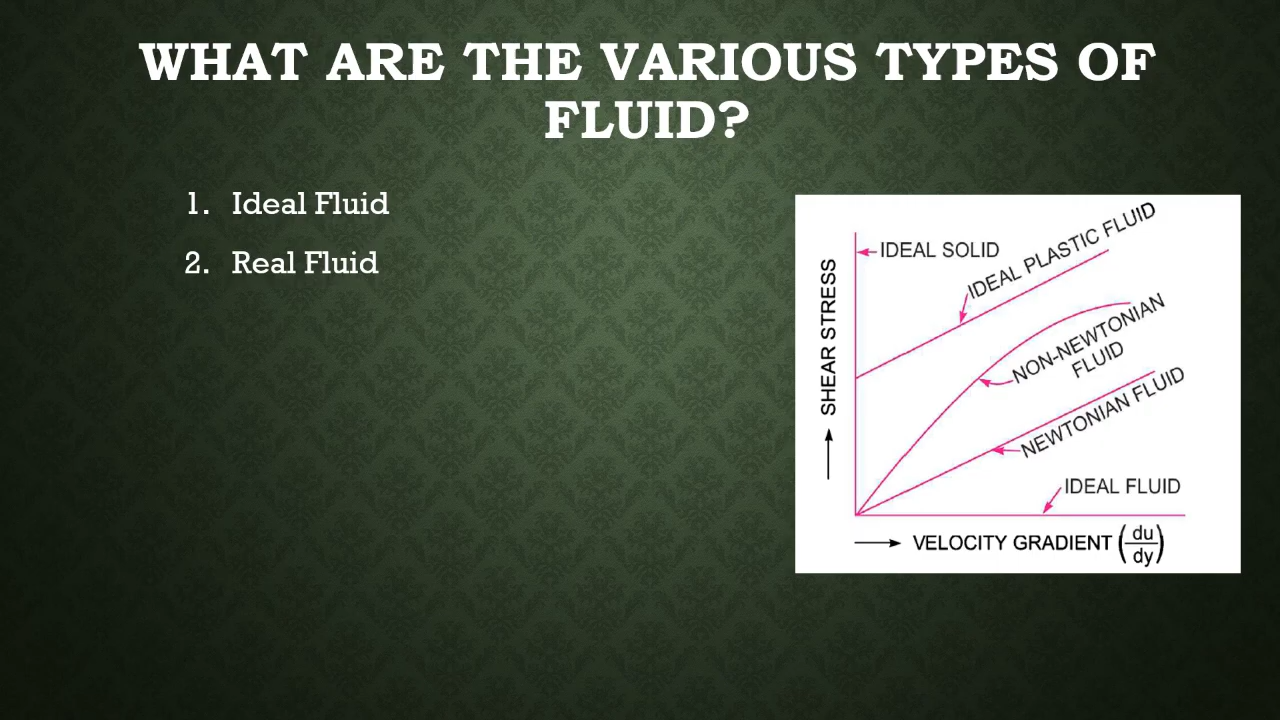 WHAT ARE THE VARIOUS TYPES OF
FLUID?
1. Ideal Fluid
2. Real Fluid
IDEAL SOLID
IDEAL PLASTIC FLUID
NON-NEWTONIAN
FLUID
NEWTONIAN FLUID
IDEAL FLUID
SHEAR STRESS
VELOCITY GRADIENT (du/dy)